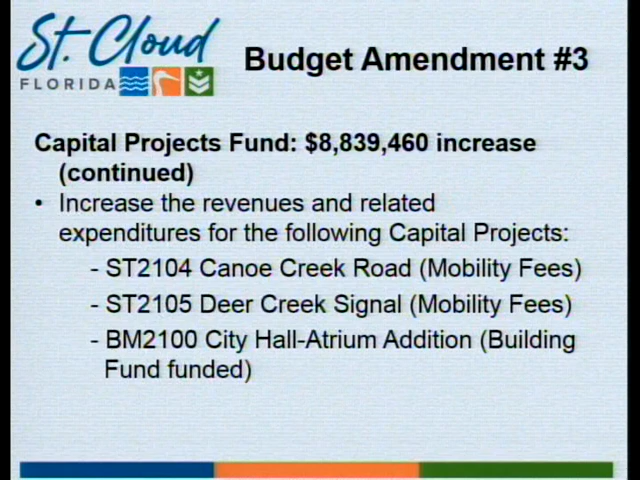 St. Cloud
FLORIDA
Budget Amendment #3
Capital Projects Fund: $8,839,460 increase
(continued)
• Increase the revenues and related
expenditures for the following Capital Projects:
- ST2104 Canoe Creek Road (Mobility Fees)
- ST2105 Deer Creek Signal (Mobility Fees)
- BM2100 City Hall-Atrium Addition (Building
Fund funded)